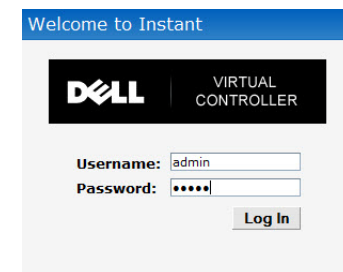 Welcome to Instant
DELL
VIRTUAL
CONTROLLER
Username: admin
Password: •••••
Log In